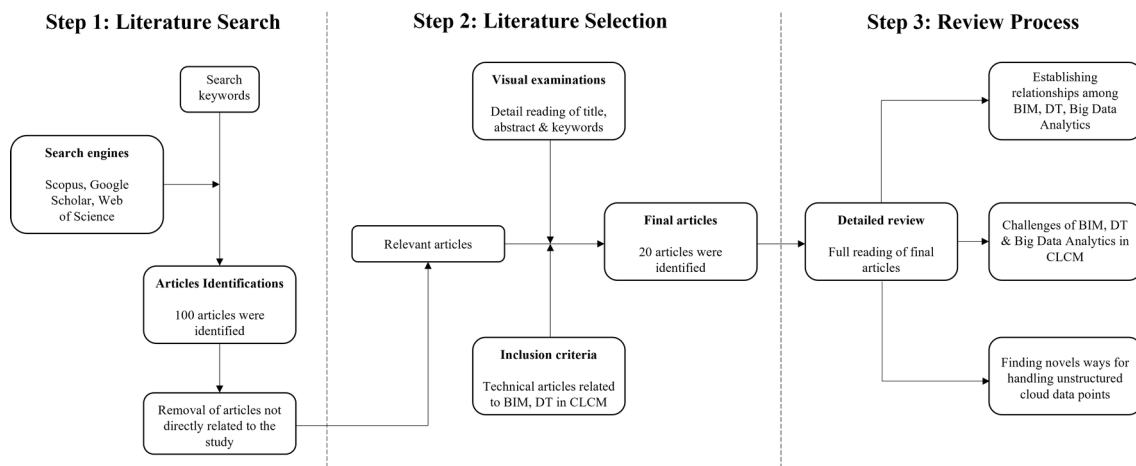 Step 1: Literature Search
Search
keywords
Search engines
Scopus, Google
Scholar, Web
of Science
Articles Identifications
100 articles were
identified
Removal of articles not
directly related to the
study
Step 2: Literature Selection
Visual examinations
Detail reading of title,
abstract & keywords
Relevant articles
Final articles
20 articles were
identified
Inclusion criteria
Technical articles related
to BIM, DT in CLCM
Step 3: Review Process
Establishing
relationships among
BIM, DT, Big Data
Analytics
Detailed review
Full reading of final
articles
Challenges of BIM, DT
& Big Data Analytics in
CLCM
Finding novels ways for
handling unstructured
cloud data points